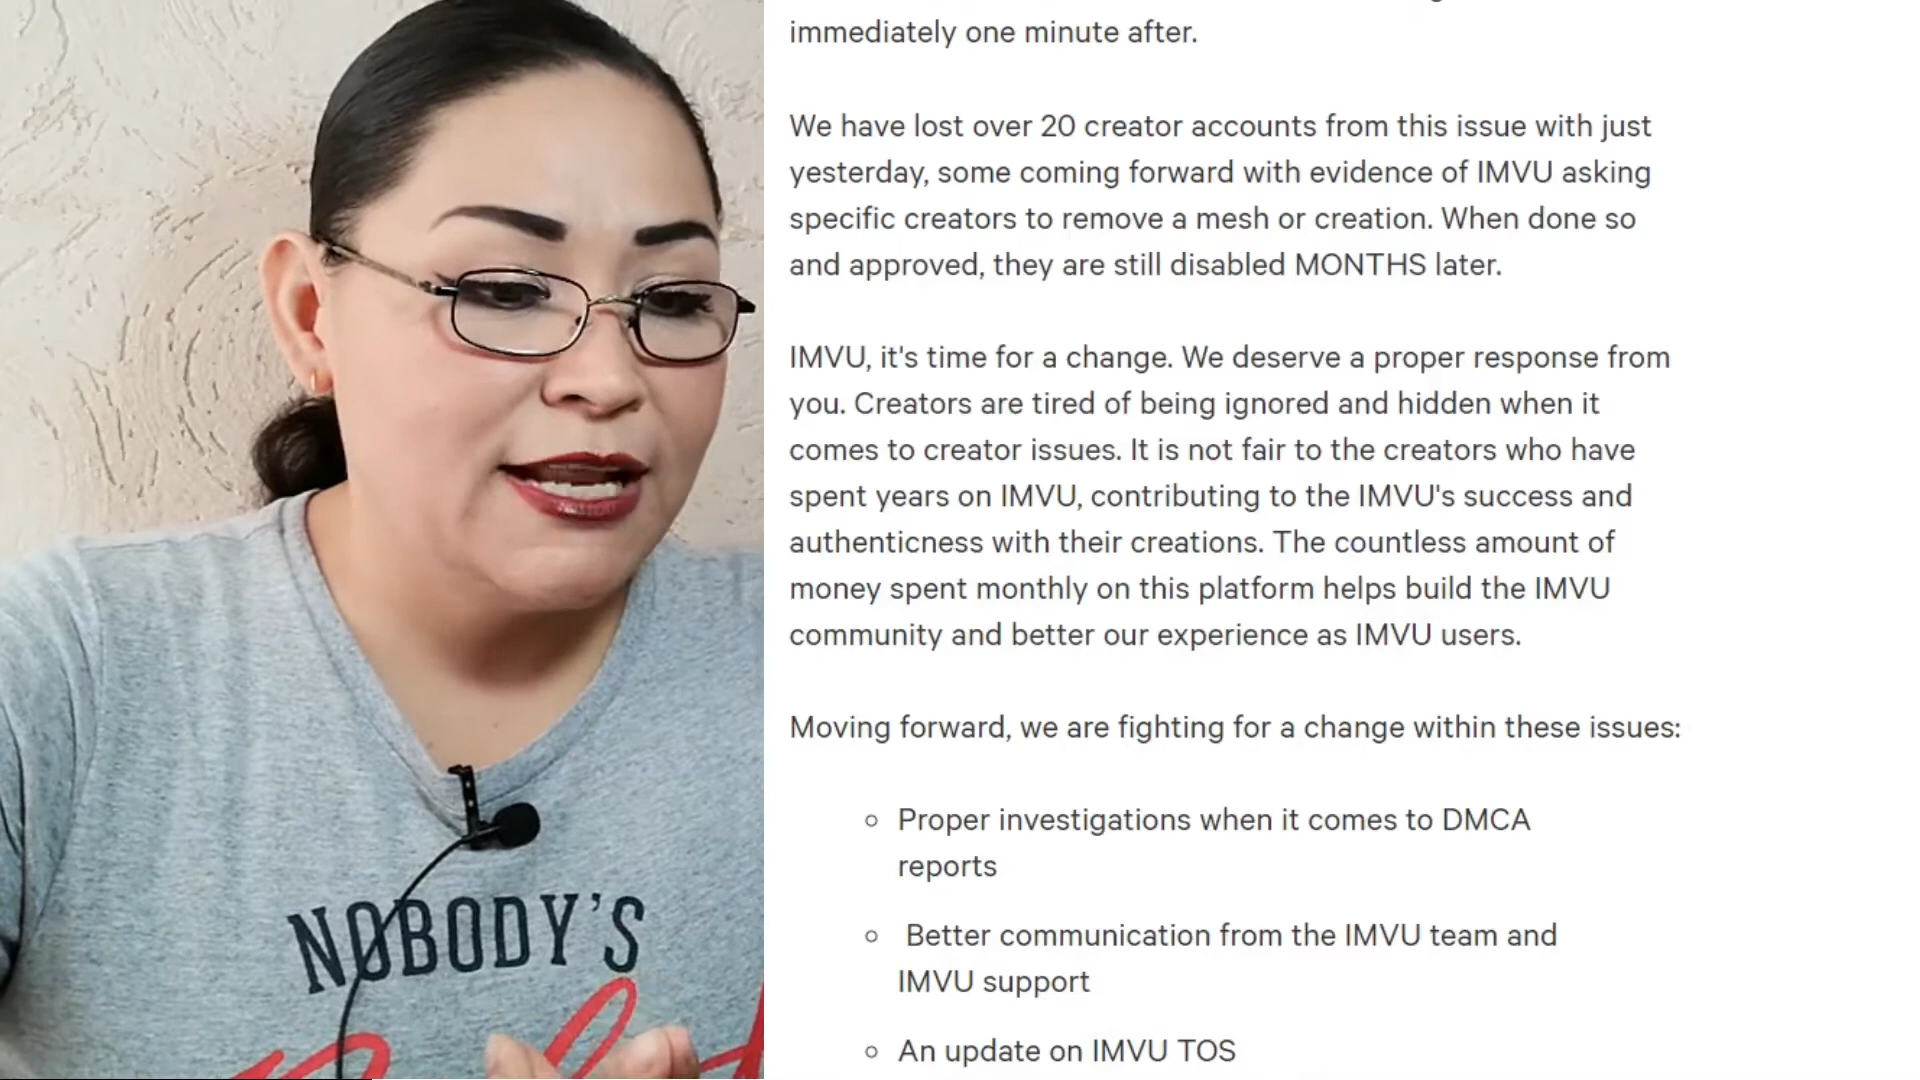 immediately one minute after.
We have lost over 20 creator accounts from this issue with just
yesterday, some coming forward with evidence of IMVU asking
specific creators to remove a mesh or creation. When done so
and approved, they are still disabled MONTHS later.
IMVU, it's time for a change. We deserve a proper response from
you. Creators are tired of being ignored and hidden when it
comes to creator issues. It is not fair to the creators who have
spent years on IMVU, contributing to the IMVU's success and
authenticness with their creations. The countless amount of
money spent monthly on this platform helps build the IMVU
community and better our experience as IMVU users.
Moving forward, we are fighting for a change within these issues:
Proper investigations when it comes to DMCA
reports
Better communication from the IMVU team and
IMVU support
An update on IMVU TOS
NOBODY'S